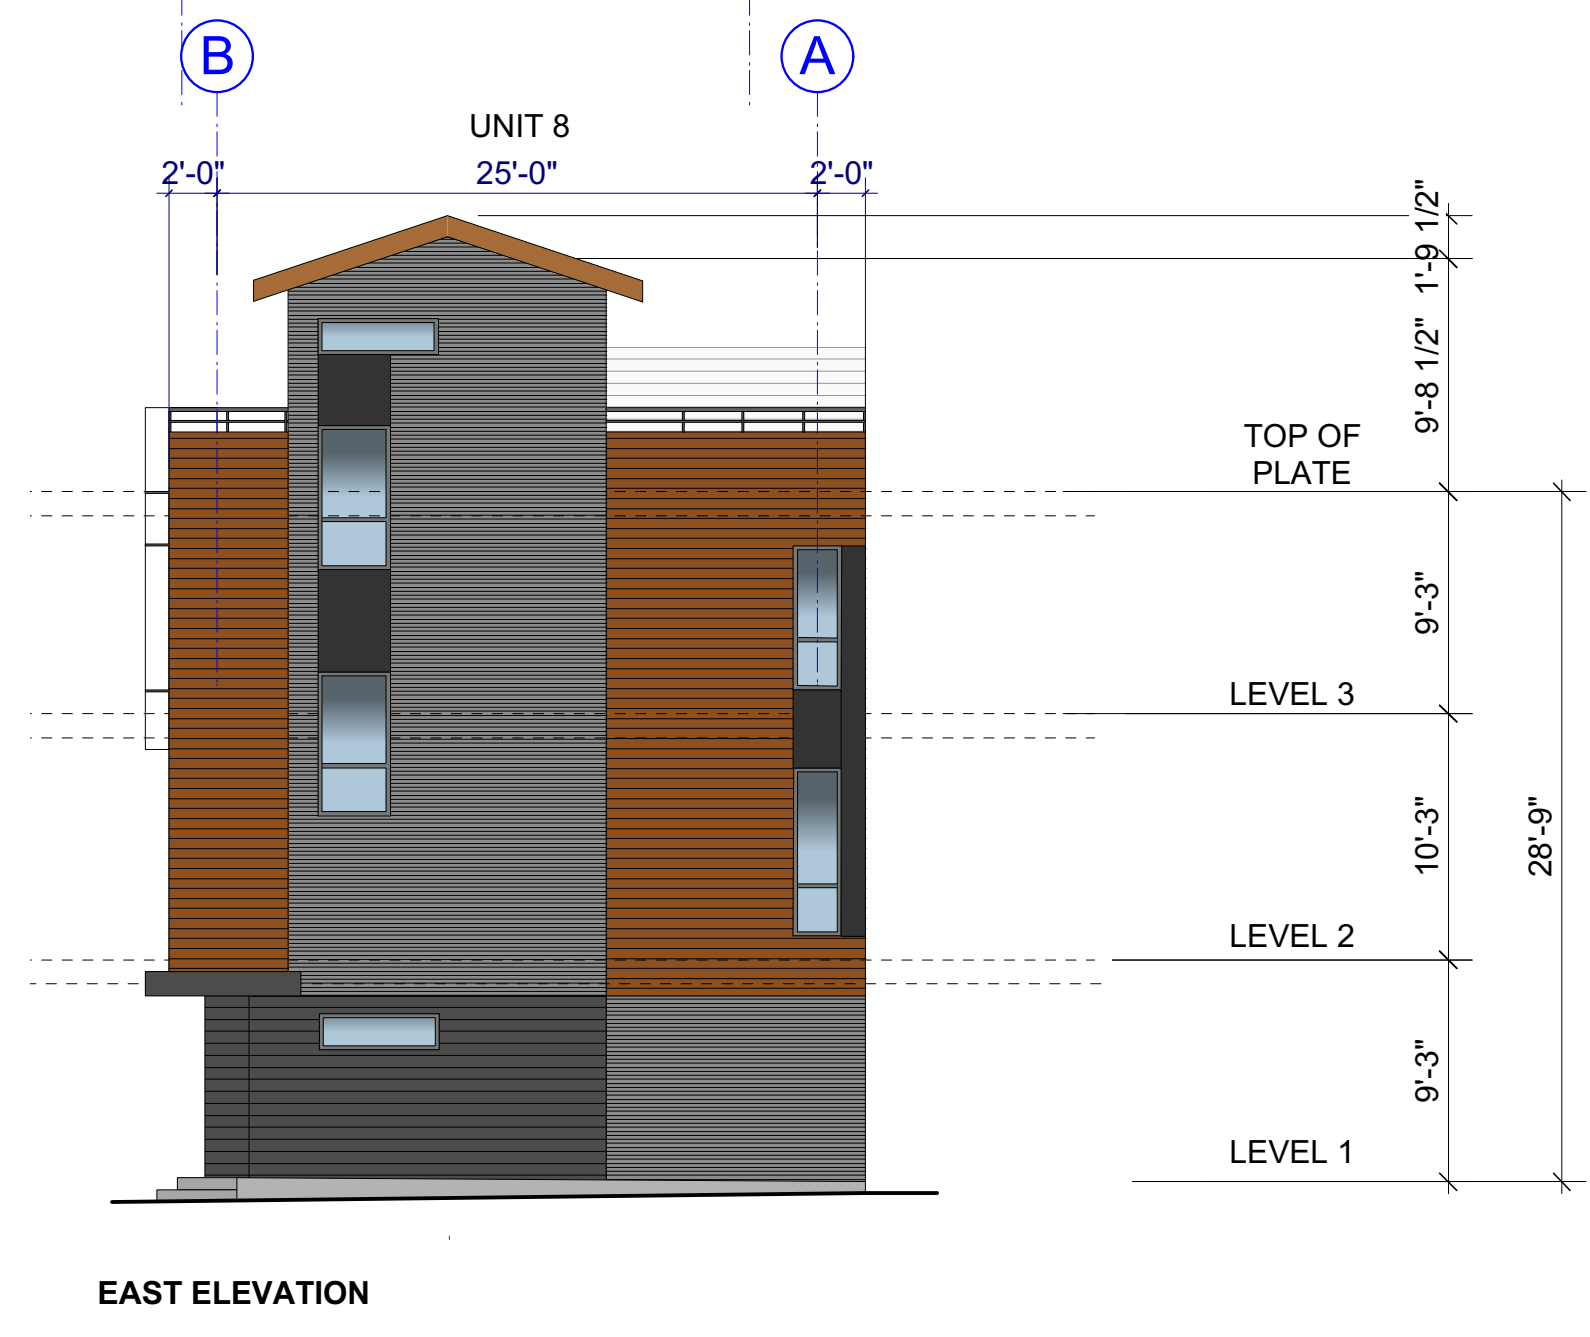 B
A
UNIT 8
2'-0"
25'-0"
2'-0"
1'-9 1/2"
9'-8 1/2"
TOP OF
PLATE
9'-3"
LEVEL 3
10'-3"
28'-9"
LEVEL 2
9'-3"
LEVEL 1
EAST ELEVATION